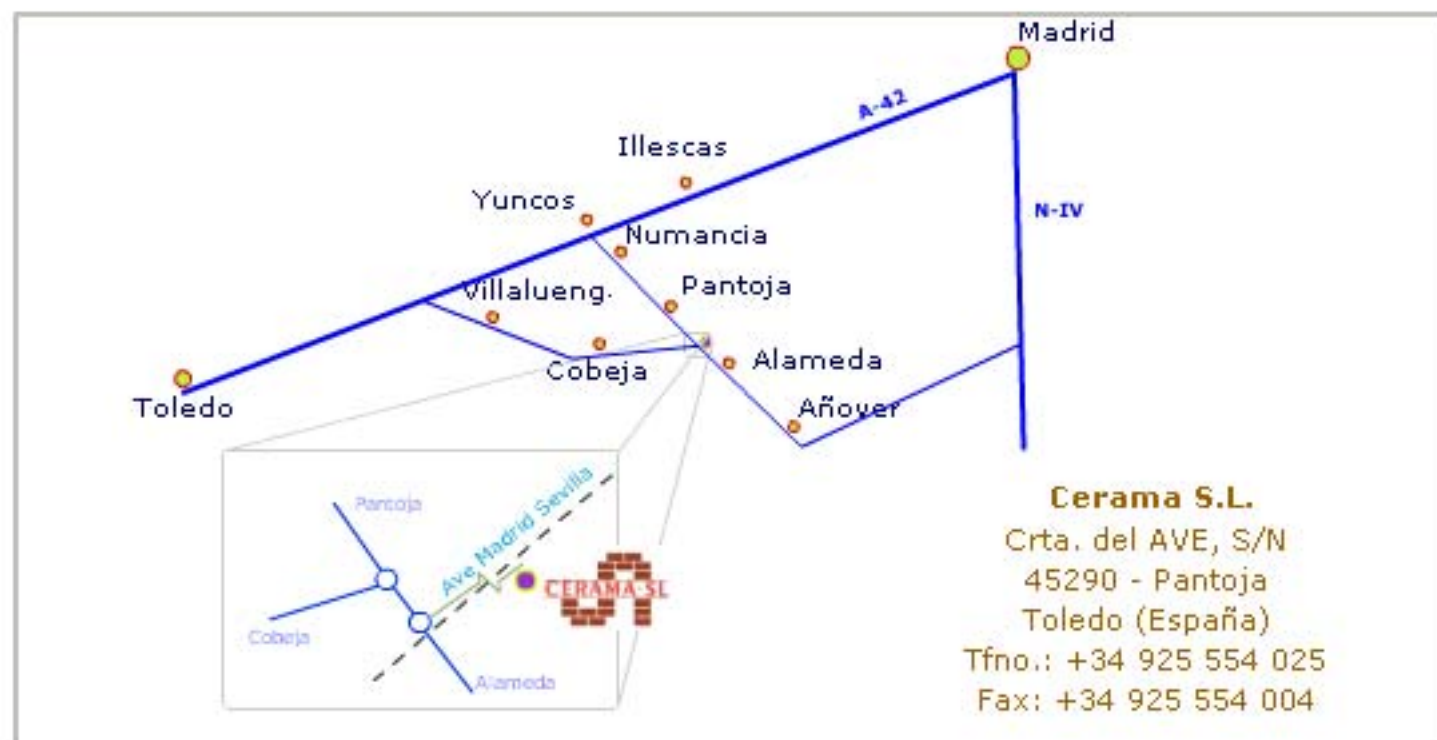 Madrid
A-42
Illescas
Yuncos
N-IV
Numancia
Villalueng.
Pantoja
Cobeja
Alameda
Toledo
Añover
Pantoja
Ave Madrid Sevilla
CERAMA-SL
Cobeja
Alameda
Cerama S.L.
Crta. del AVE, S/N
45290 - Pantoja
Toledo (España)
Tfno.: +34 925 554 025
Fax: +34 925 554 004